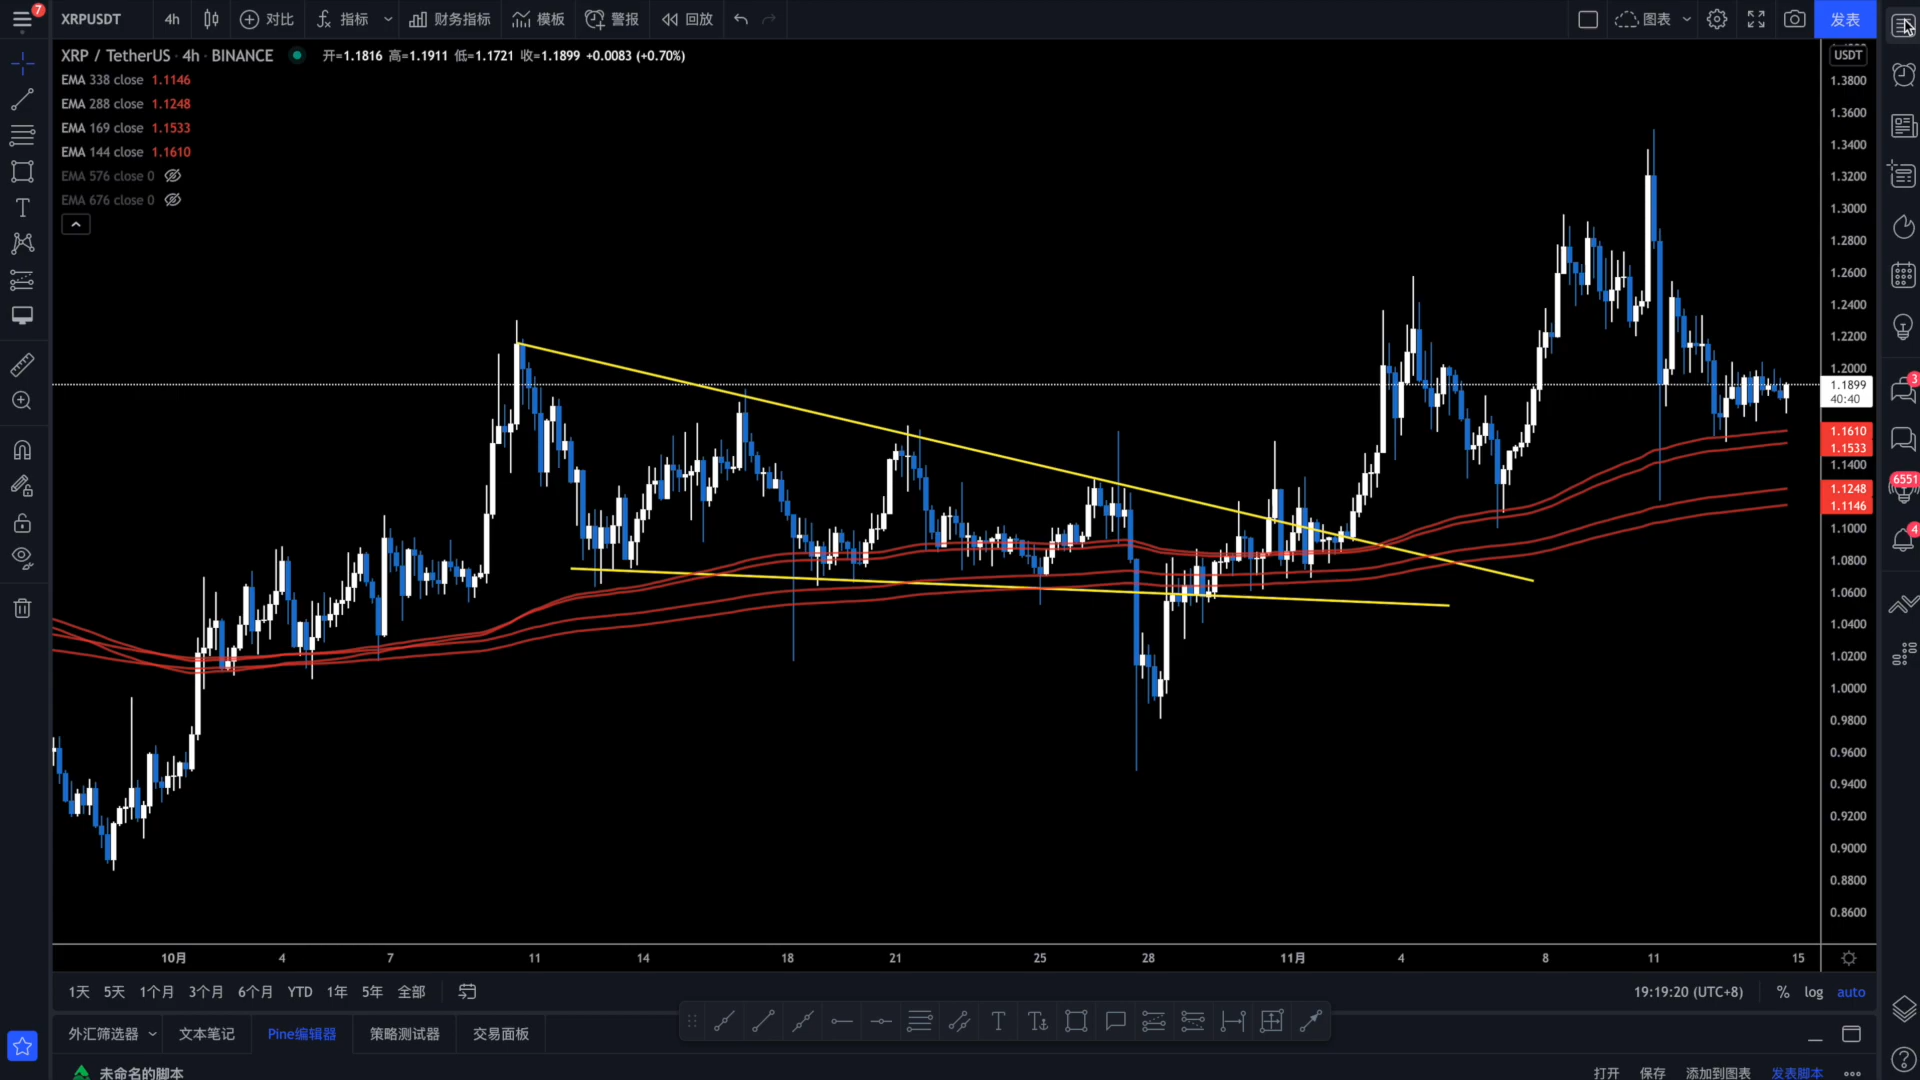 7
XRPUSDT
4h
对比
指标
财务指标
模板
警报
回放
图表
发表
XRP / TetherUS · 4h · BINANCE 开=1.1816 高=1.1911 低=1.1721 收=1.1899 +0.0083 (+0.70%)
EMA 338 close 1.1146
EMA 288 close 1.1248
EMA 169 close 1.1533
EMA 144 close 1.1610
EMA 576 close 0
EMA 676 close 0
USDT
1.3800
1.3600
1.3400
1.3200
1.3000
1.2800
1.2600
1.2400
1.2200
1.2000
1.1899
40:40
1.1610
1.1533
1.1400
1.1248
1.1146
1.1000
1.0800
1.0600
1.0400
1.0200
1.0000
0.9800
0.9600
0.9400
0.9200
0.9000
0.8800
0.8600
3
6551
4
10月 4 7 11 14 18 21 25 28 11月 4 8 11 15
1天 5天 1个月 3个月 6个月 YTD 1年 5年 全部
19:19:20 (UTC+8) % log auto
外汇筛选器 文本笔记 Pine编辑器 策略测试器 交易面板
未命名的脚本
打开 保存 添加到图表 发表脚本